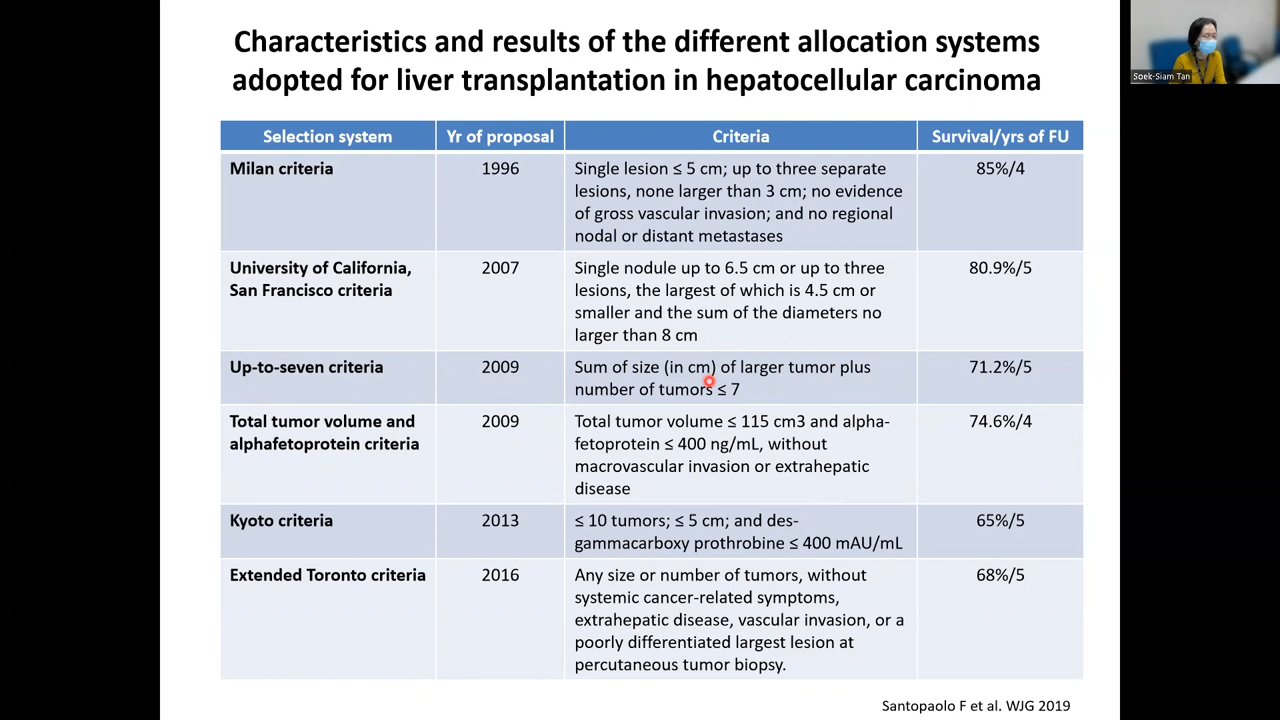 Characteristics and results of the different allocation systems
adopted for liver transplantation in hepatocellular carcinoma
Soek-Siam Tan
Selection system Yr of proposal Criteria Survival/yrs of FU
Milan criteria 1996 Single lesion ≤ 5 cm; up to three separate 85%/4
lesions, none larger than 3 cm; no evidence
of gross vascular invasion; and no regional
nodal or distant metastases
University of California, 2007 Single nodule up to 6.5 cm or up to three 80.9%/5
San Francisco criteria lesions, the largest of which is 4.5 cm or
smaller and the sum of the diameters no
larger than 8 cm
Up-to-seven criteria 2009 Sum of size (in cm) of larger tumor plus 71.2%/5
number of tumors ≤ 7
Total tumor volume and 2009 Total tumor volume ≤ 115 cm3 and alpha- 74.6%/4
alphafetoprotein criteria fetoprotein ≤ 400 ng/mL, without
macrovascular invasion or extrahepatic
disease
Kyoto criteria 2013 ≤ 10 tumors; ≤ 5 cm; and des- 65%/5
gammacarboxy prothrobine ≤ 400 mAU/mL
Extended Toronto criteria 2016 Any size or number of tumors, without 68%/5
systemic cancer-related symptoms,
extrahepatic disease, vascular invasion, or a
poorly differentiated largest lesion at
percutaneous tumor biopsy.
Santopaolo F et al. WJG 2019